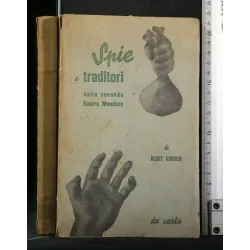 Spie
e traditori
della seconda
Guerra Mondiale
di
KURT SINGER
de carlo